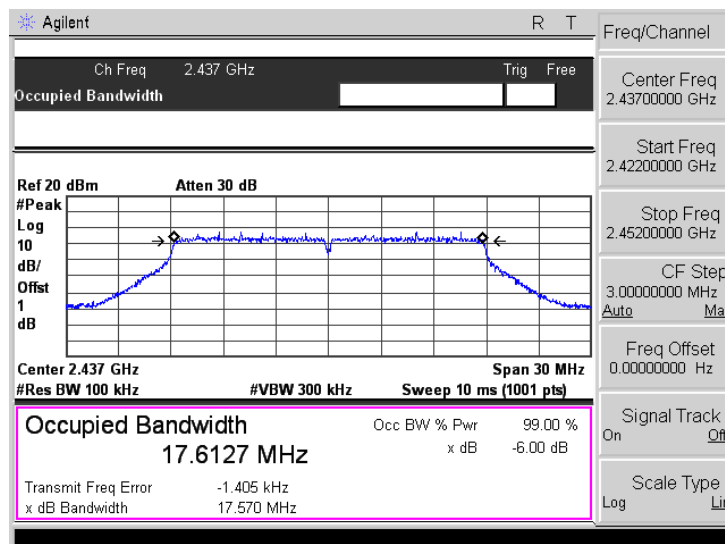 Agilent R T
Ch Freq 2.437 GHz Trig Free
Occupied Bandwidth
Ref 20 dBm Atten 30 dB
#Peak
Log
10
dB/
Offst
1
dB
Center 2.437 GHz Span 30 MHz
#Res BW 100 kHz #VBW 300 kHz Sweep 10 ms (1001 pts)
Occupied Bandwidth
17.6127 MHz
Occ BW % Pwr 99.00 %
x dB -6.00 dB
Transmit Freq Error -1.405 kHz
x dB Bandwidth 17.570 MHz
Freq/Channel
Center Freq
2.43700000 GHz
Start Freq
2.42200000 GHz
Stop Freq
2.45200000 GHz
CF Step
3.00000000 MHz
Auto Ma
Freq Offset
0.00000000 Hz
Signal Track
On Off
Scale Type
Log Lin